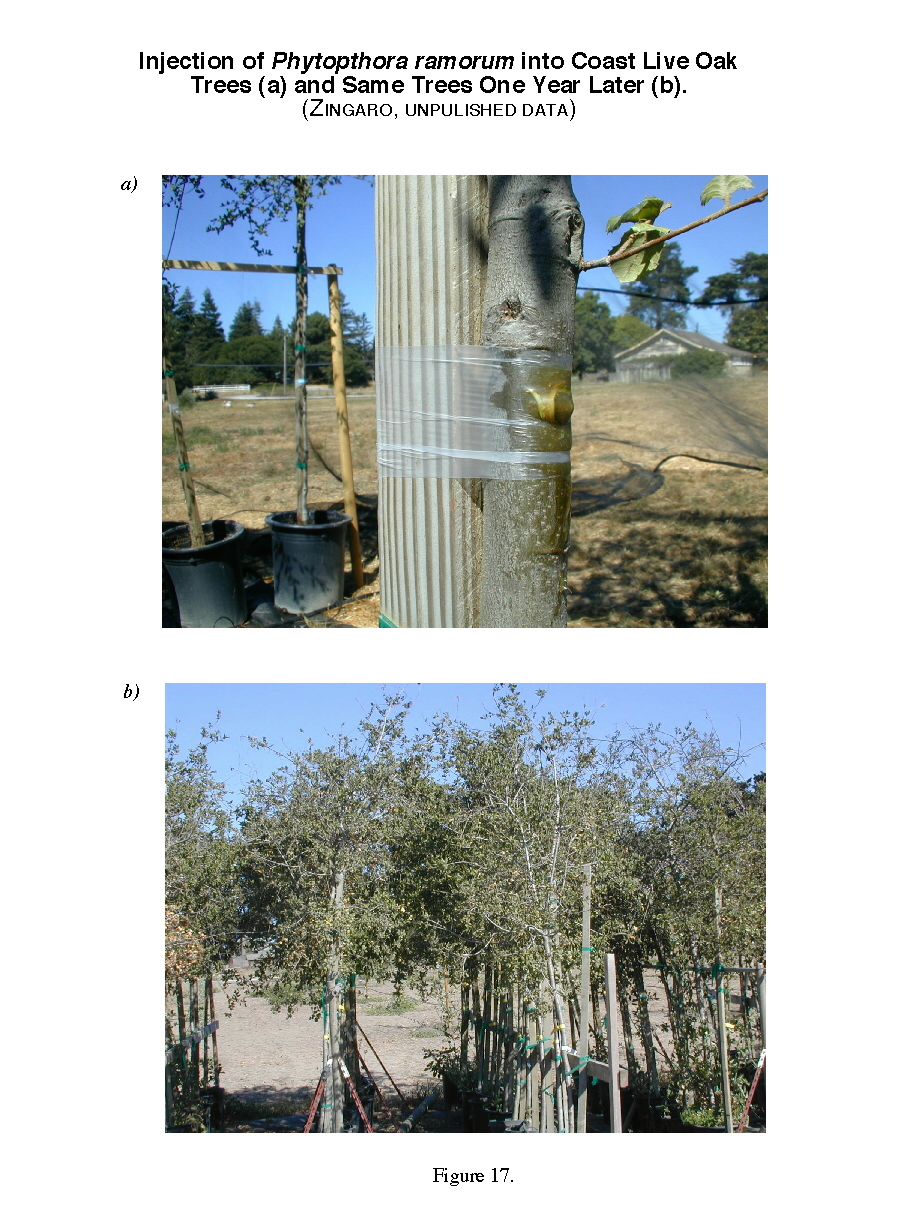 Injection of Phytopthora ramorum into Coast Live Oak
Trees (a) and Same Trees One Year Later (b).
(ZINGARO, UNPULISHED DATA)
a)
b)
Figure 17.